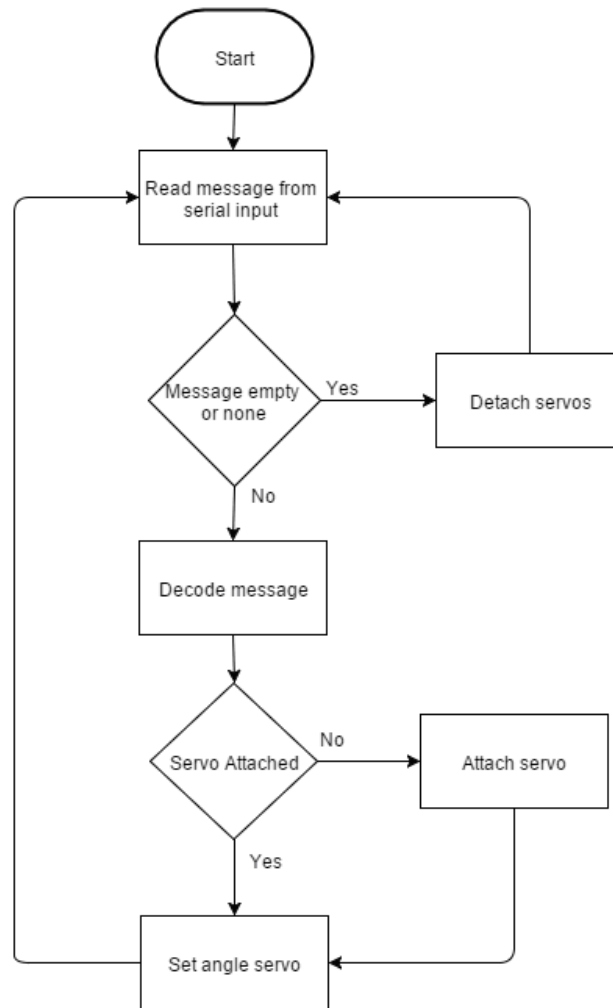 Start
Read message from
serial input
Message empty
or none
Yes
Detach servos
No
Decode message
Servo Attached
No
Attach servo
Yes
Set angle servo